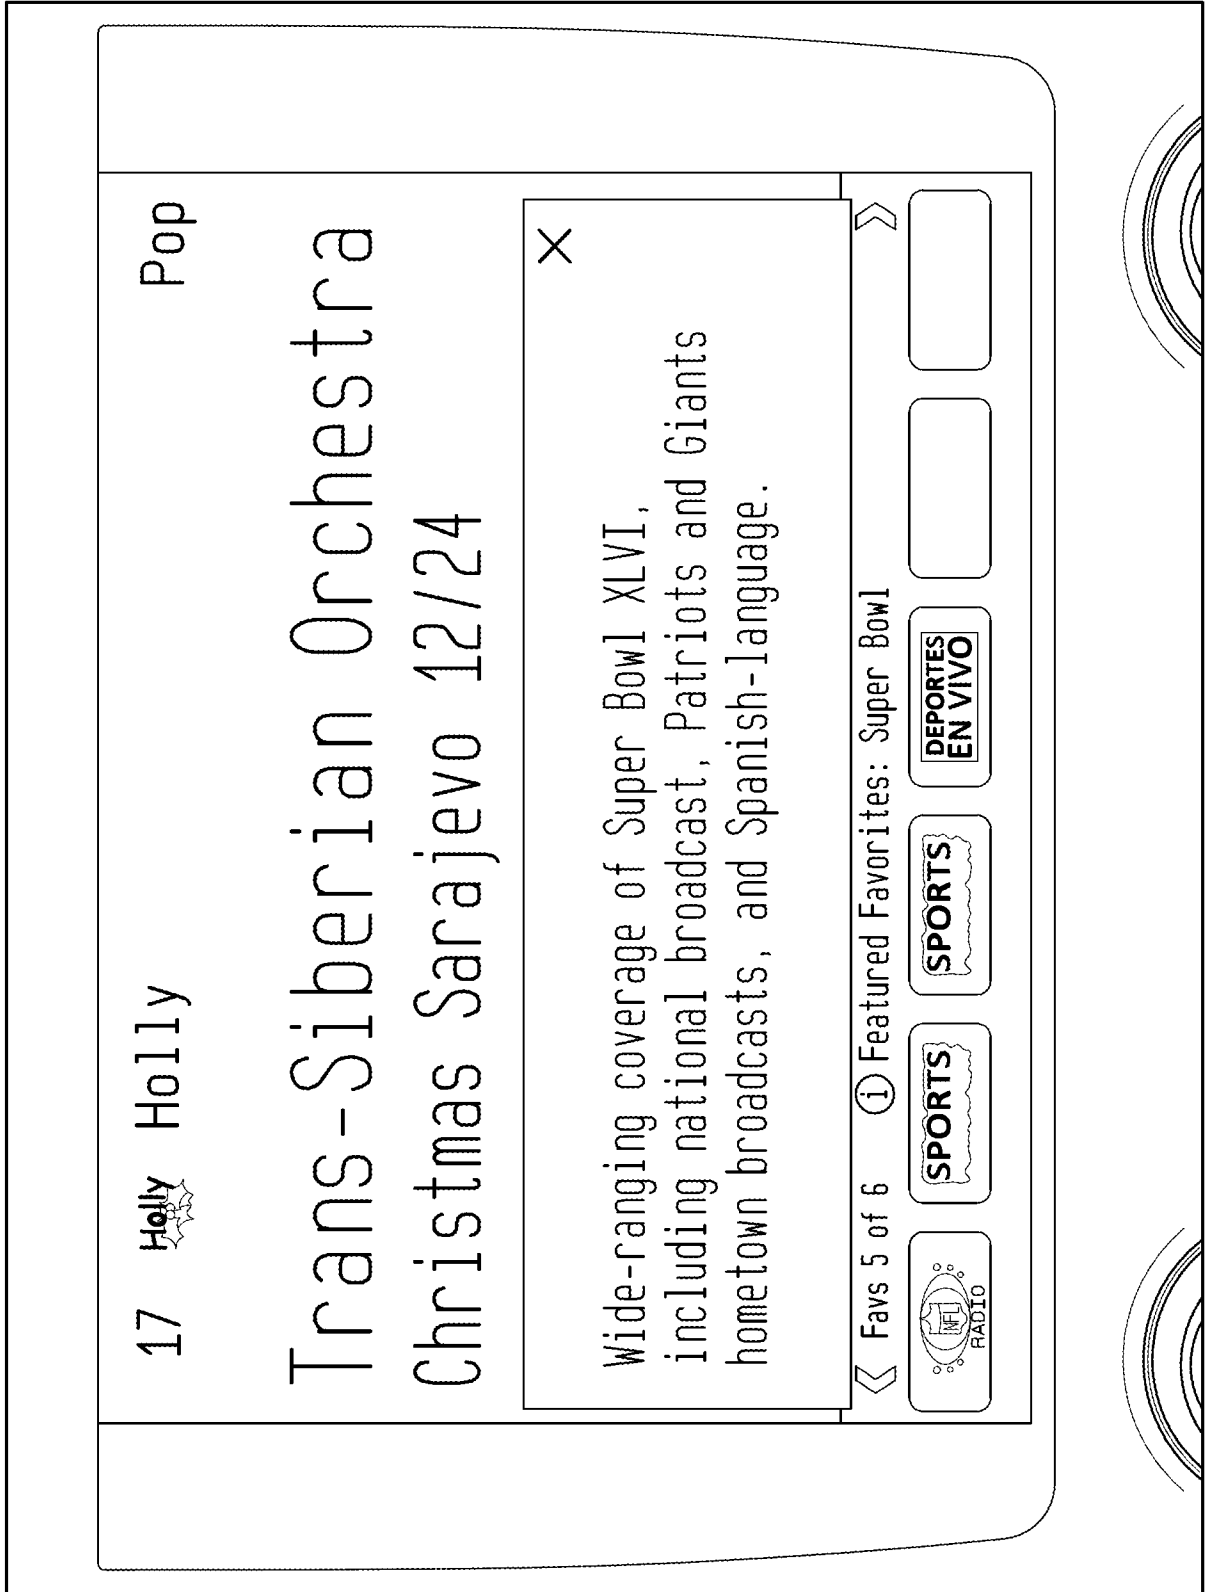 17 Holly Holly Pop
Trans-Siberian Orchestra
Christmas Sarajevo 12/24
X
Wide-ranging coverage of Super Bowl XLVI,
including national broadcast, Patriots and Giants
hometown broadcasts, and Spanish-language.
Favs 5 of 6 i Featured Favorites: Super Bowl
NFL
RADIO
SPORTS
SPORTS
DEPORTES
EN VIVO